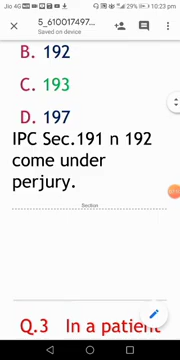 Jio 4G 29% 10:23 pm
5_610017497...
Saved on device
B. 192
C. 193
D. 197
IPC Sec.191 n 192
come under
perjury.
Section
Q.3 In a patient